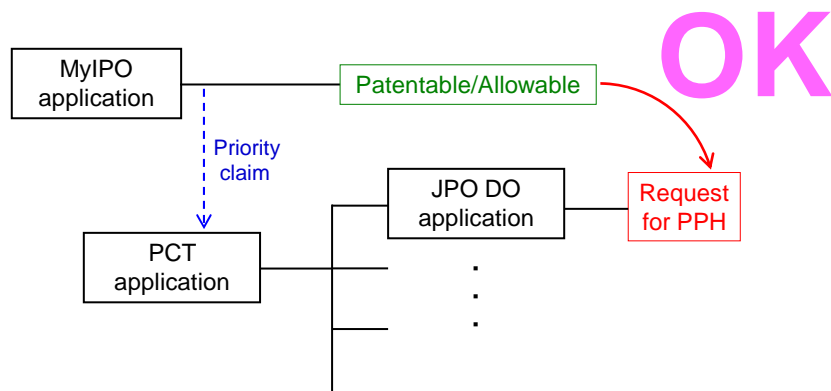 OK
MyIPO
application
Patentable/Allowable
Priority
claim
JPO DO
application
Request
for PPH
PCT
application